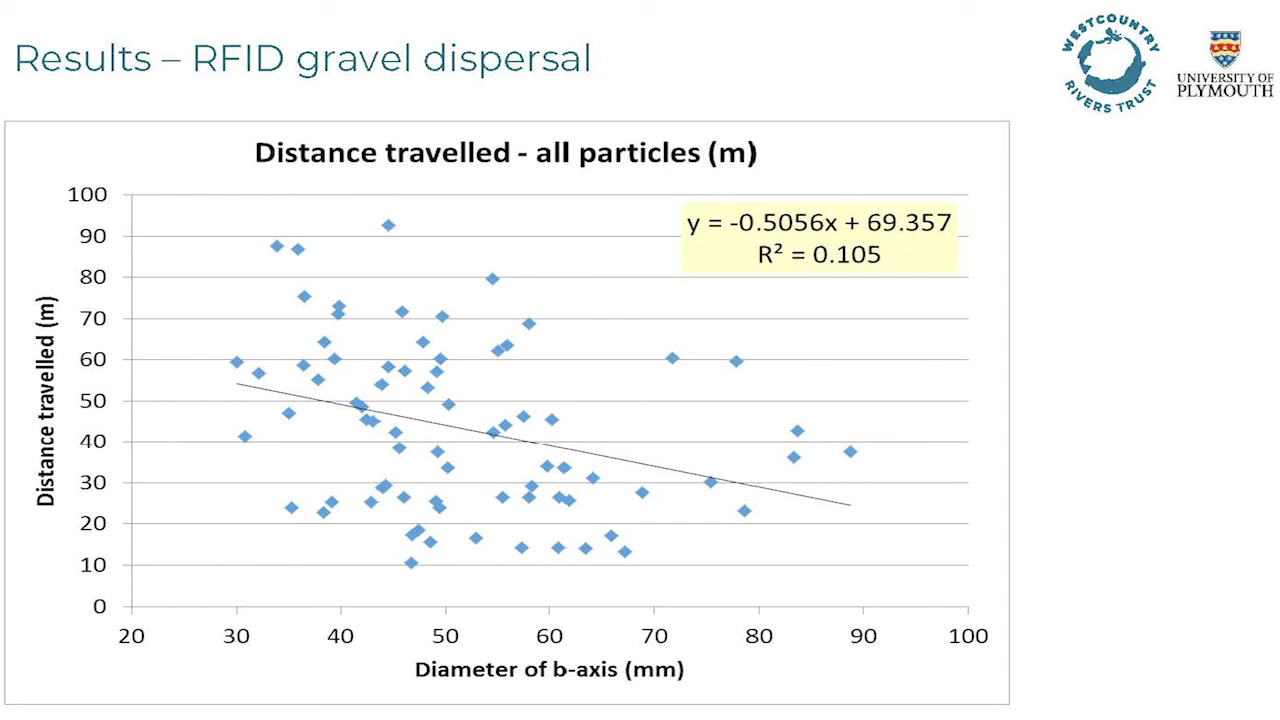 Results – RFID gravel dispersal
WESTCOUNTRY
RIVERS TRUST
UNIVERSITY OF
PLYMOUTH
Distance travelled - all particles (m)
y = -0.5056x + 69.357
R² = 0.105
Distance travelled (m)
100
90
80
70
60
50
40
30
20
10
0
20 30 40 50 60 70 80 90 100
Diameter of b-axis (mm)